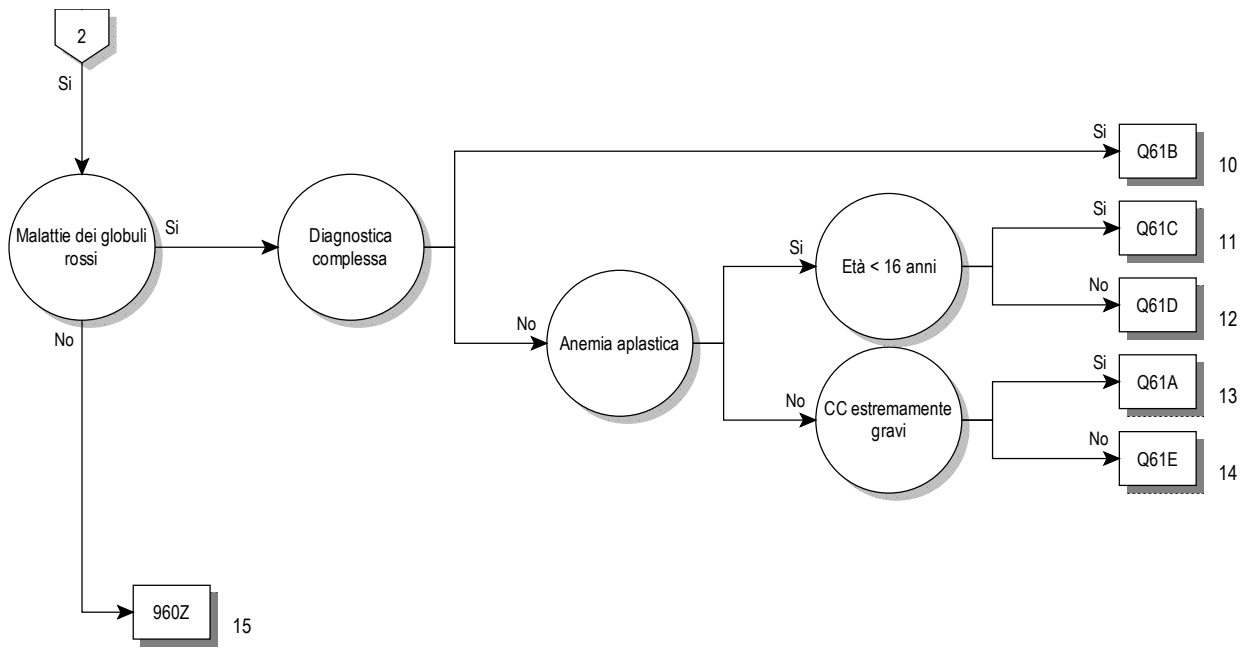 2
Si
Si
Q61B
10
Malattie dei globuli
rossi
Si
Diagnostica
complessa
Si
Età < 16 anni
Si
Q61C
11
No
Q61D
12
No
Anemia aplastica
No
No
CC estremamente
gravi
Si
Q61A
13
No
Q61E
14
960Z
15